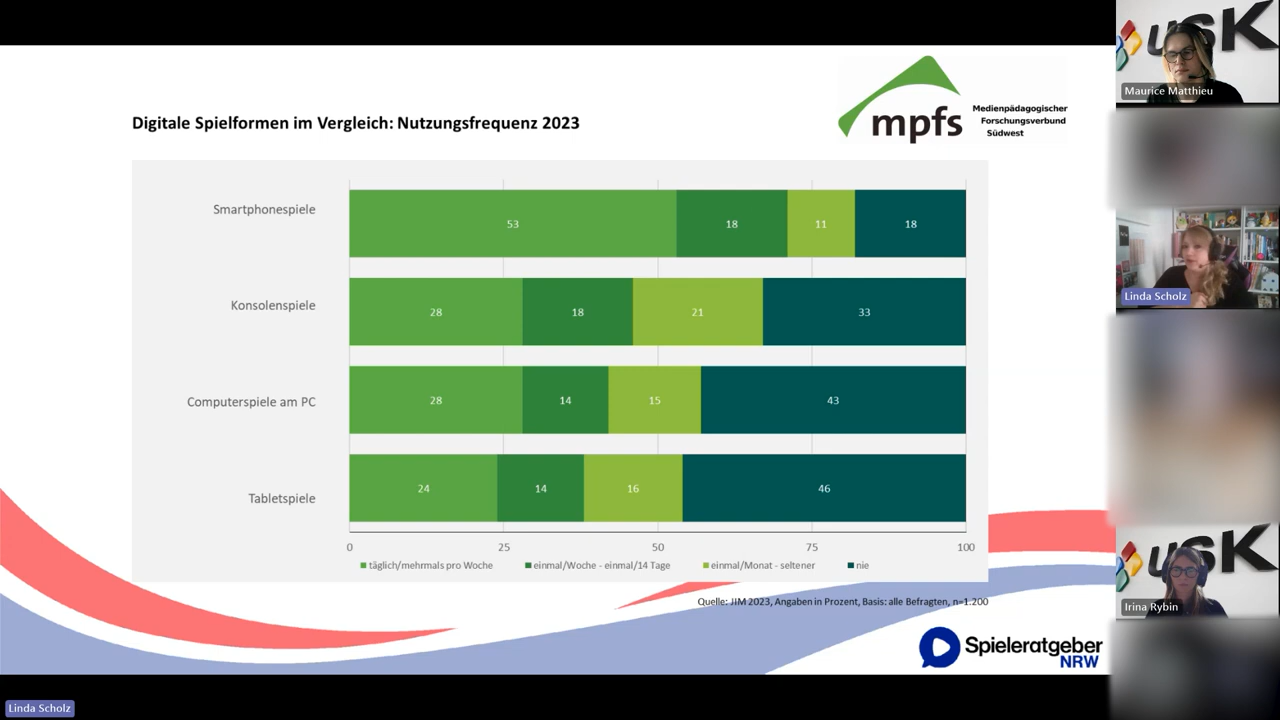 Digitale Spielformen im Vergleich: Nutzungsfrequenz 2023
mpfs
Medienpädagogischer
Forschungsverbund
Südwest
Smartphonespiele
53
18
11
18
Konsolenspiele
28
18
21
33
Computerspiele am PC
28
14
15
43
Tabletspiele
24
14
16
46
0
25
50
75
100
täglich/mehrmals pro Woche
einmal/Woche - einmal/14 Tage
einmal/Monat - seltener
nie
Quelle: JIM 2023, Angaben in Prozent, Basis: alle Befragten, n=1.200
Spieleratgeber
NRW
Linda Scholz
usk
Maurice Matthieu
Linda Scholz
usk
Irina Rybin